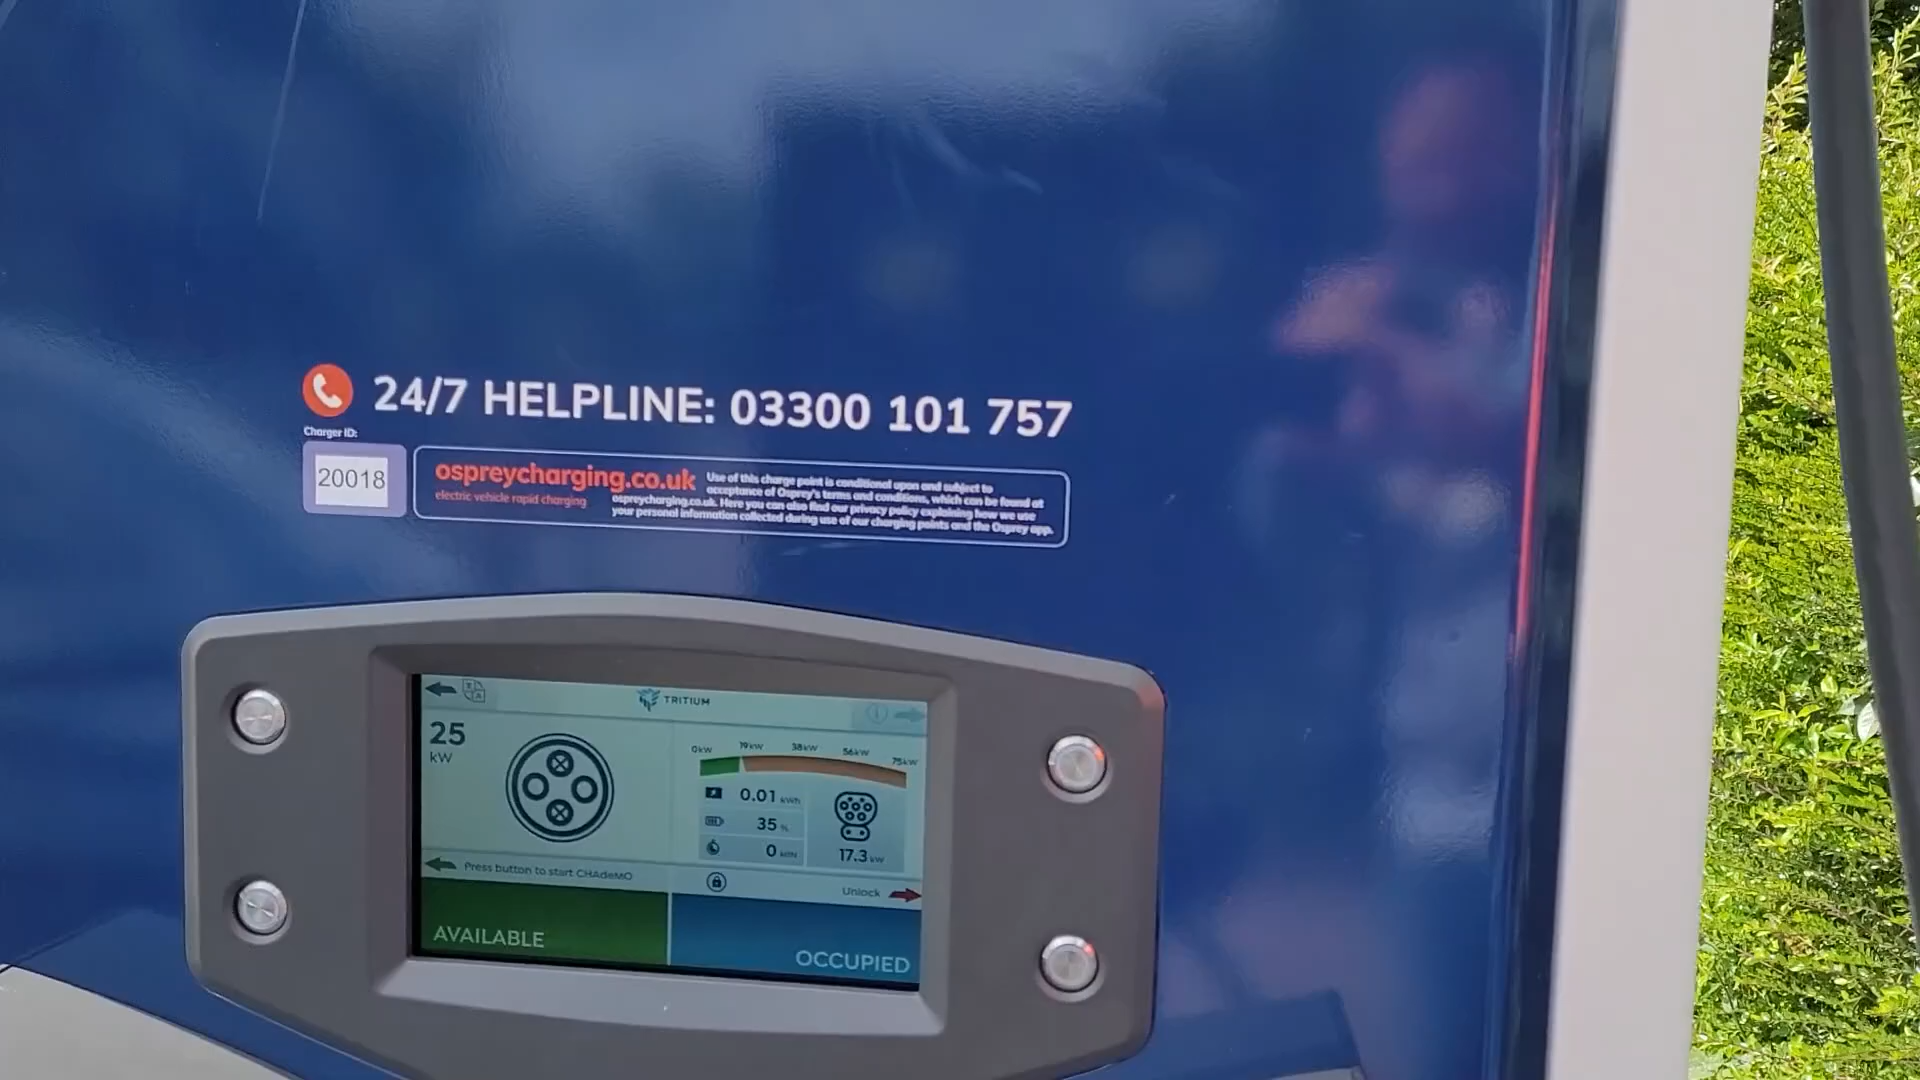 24/7 HELPLINE: 03300 101 757
Charger ID:
20018
ospreycharging.co.uk
electric vehicle rapid charging
Use of this charge point is conditional upon and subject to
acceptance of Osprey's terms and conditions, which can be found at
ospreycharging.co.uk. Here you can also find our privacy policy explaining how we use
your personal information collected during use of our charging points and the Osprey app.
TRITIUM
25
kW
0kW 19kW 38kW 56kW 75kW
0.01 kWh
35 %
0 MIN
17.3 kW
Press button to start CHAdeMO
Unlock
AVAILABLE
OCCUPIED